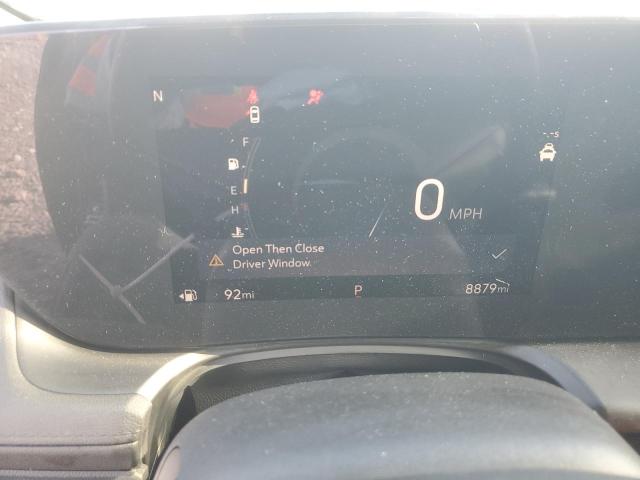 N
F
-.-s
E
0 MPH
H
Open Then Close
Driver Window.
92mi P 8879mi